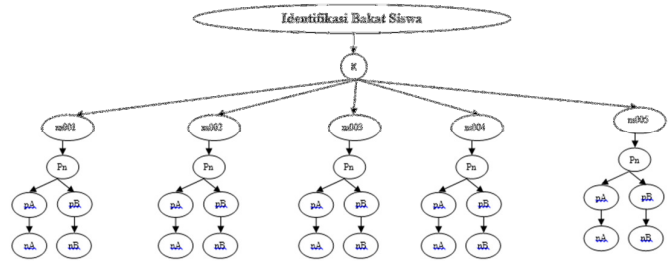 Identifikasi Bakat Siswa
K
m001 m002 m003 m004 m005
Pn Pn Pn Pn Pn
pA pB pA pB pA pB pA pB pA pB
nA nB nA nB nA nB nA nB nA nB